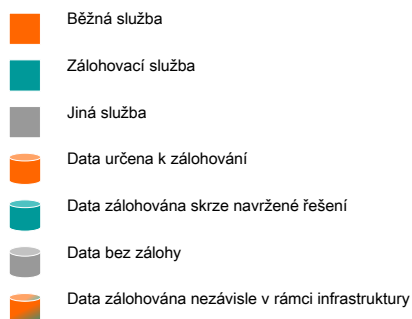 Běžná služba
Zálohovací služba
Jiná služba
Data určena k zálohování
Data zálohována skrze navržené řešení
Data bez zálohy
Data zálohována nezávisle v rámci infrastruktury